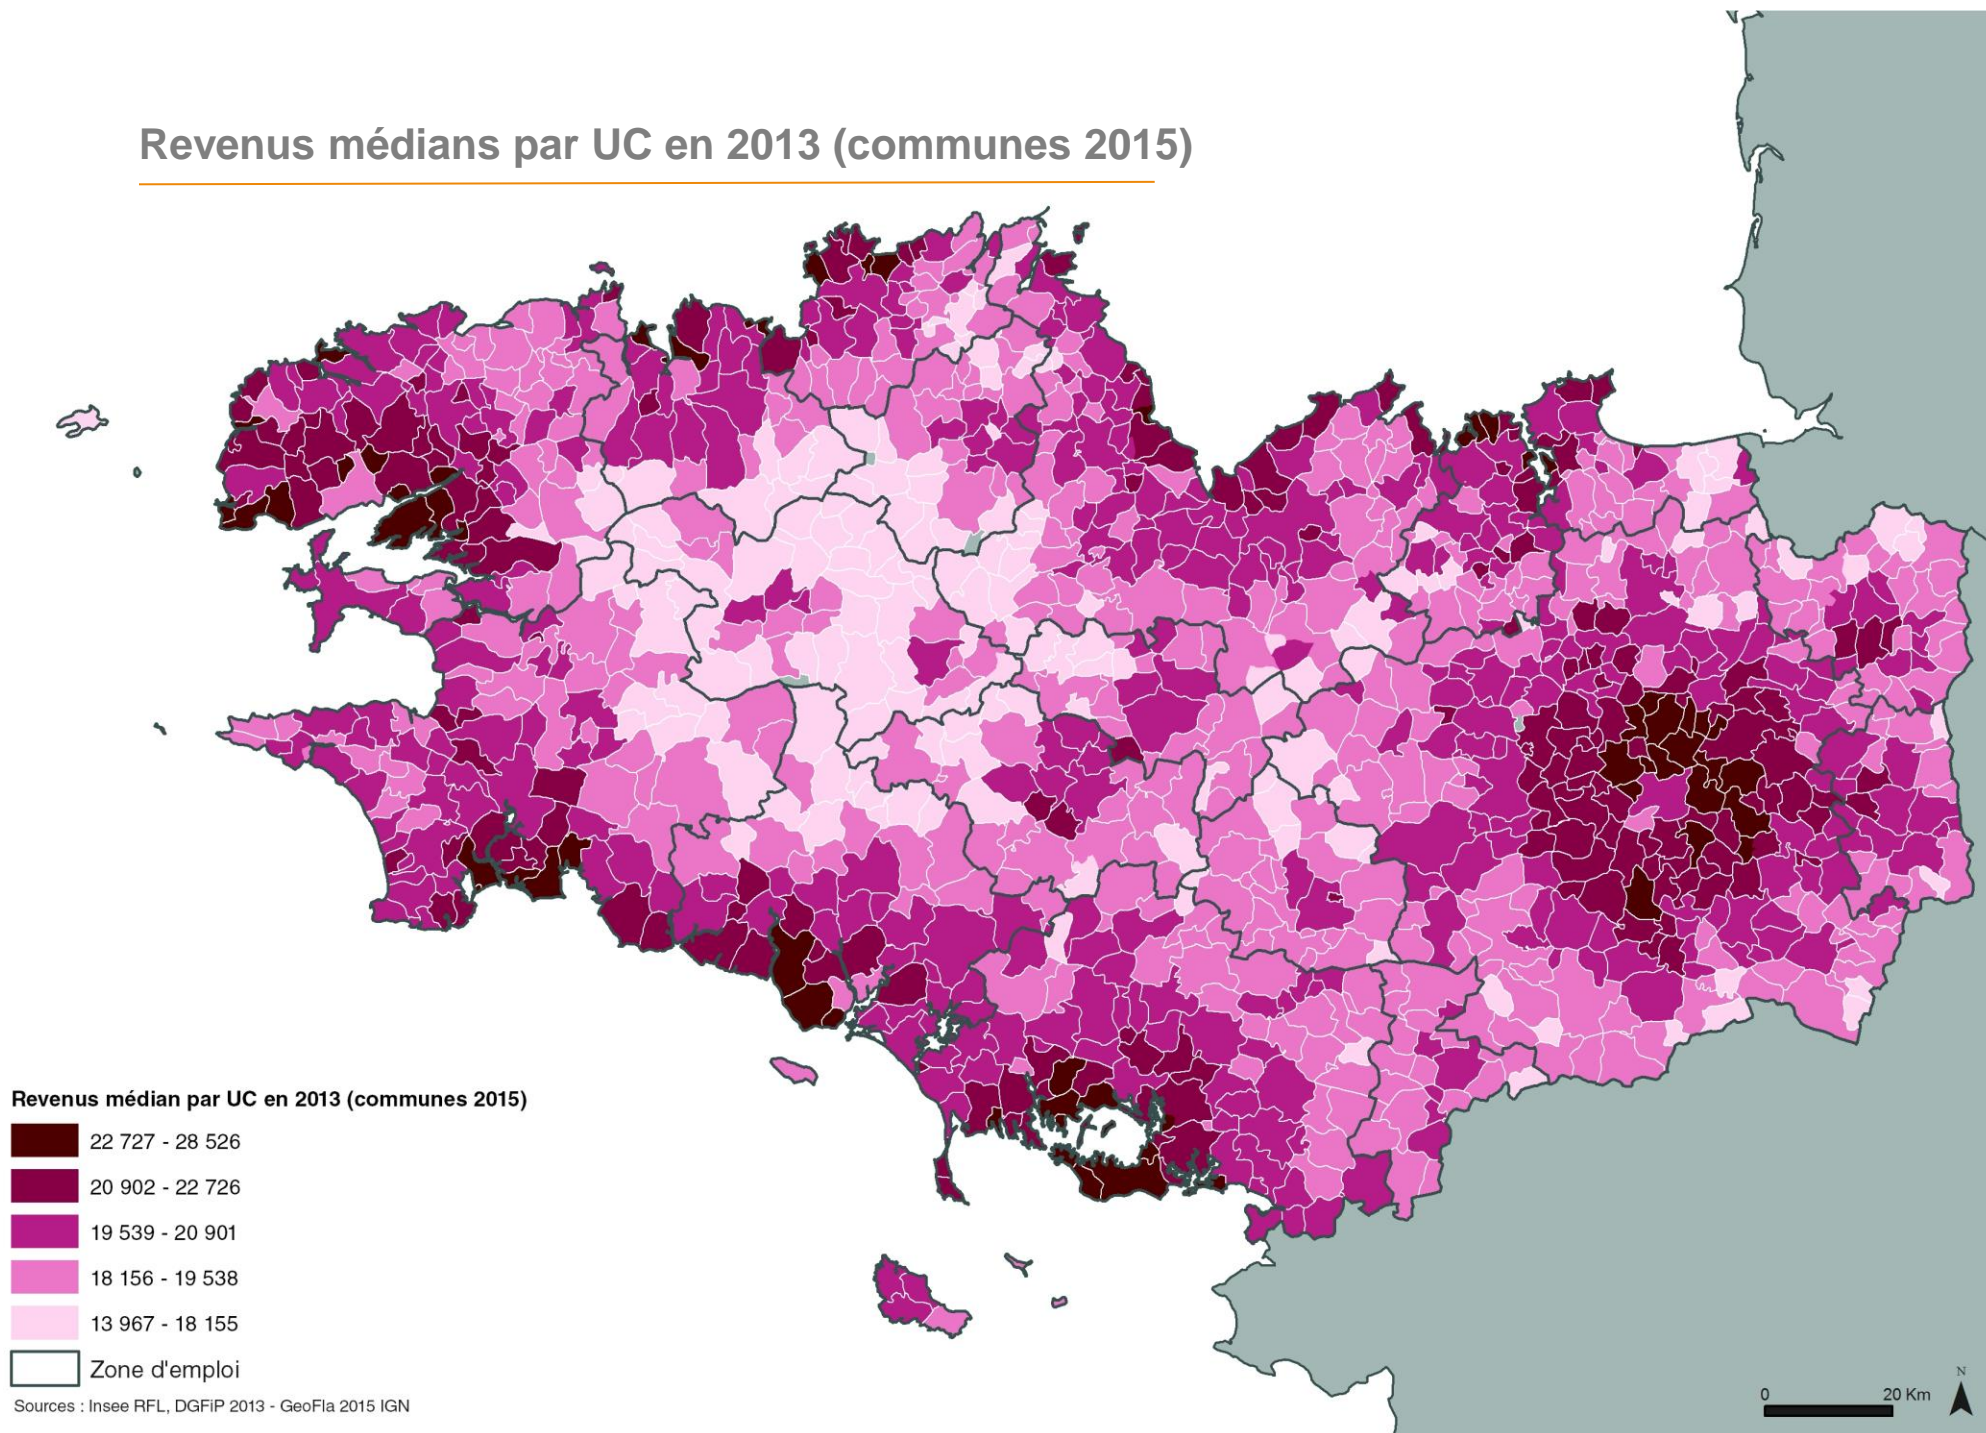 Revenus médians par UC en 2013 (communes 2015)
Revenus médian par UC en 2013 (communes 2015)
22 727 - 28 526
20 902 - 22 726
19 539 - 20 901
18 156 - 19 538
13 967 - 18 155
Zone d'emploi
Sources : Insee RFL, DGFiP 2013 - GeoFla 2015 IGN
0 20 Km
N